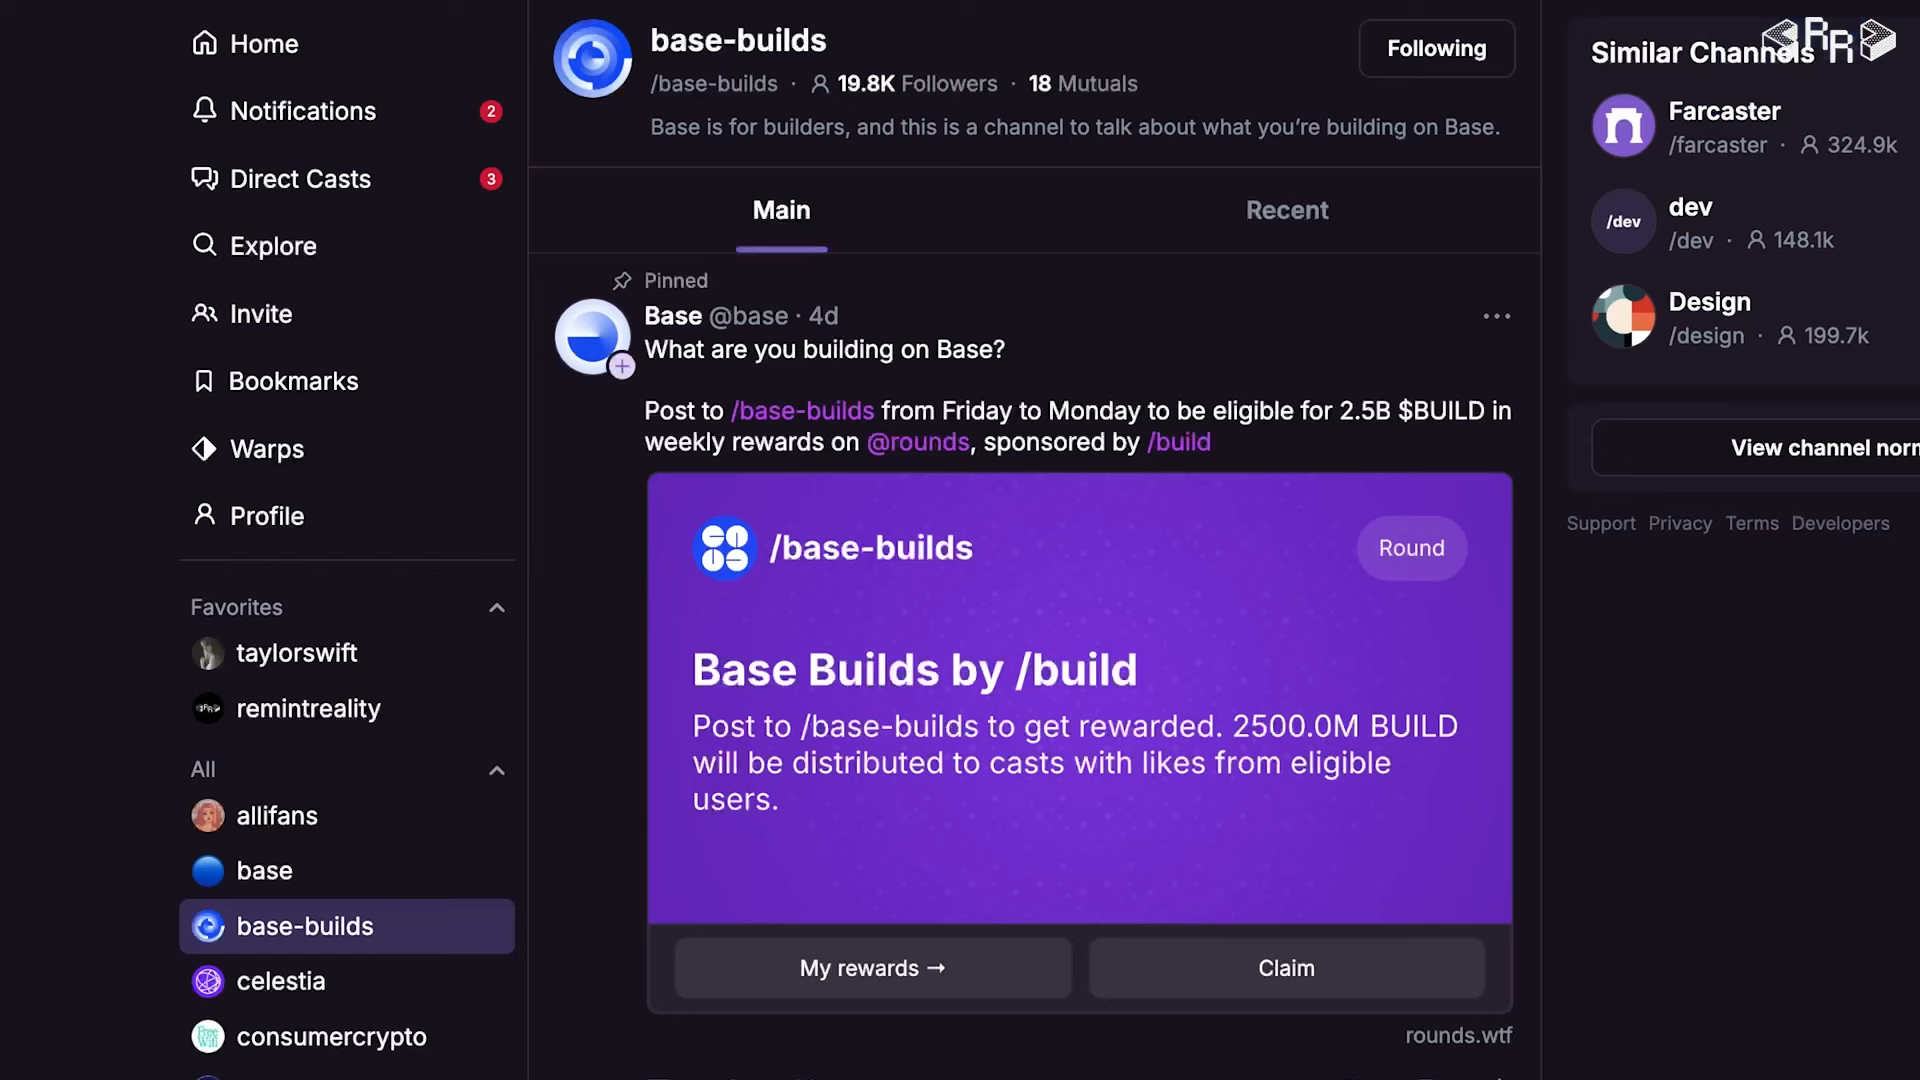 Home
Notifications 2
Direct Casts 3
Explore
Invite
Bookmarks
Warps
Profile
Favorites
taylorswift
remintreality
All
allifans
base
base-builds
celestia
consumercrypto
base-builds
/base-builds · 19.8K Followers · 18 Mutuals
Base is for builders, and this is a channel to talk about what you’re building on Base.
Following
Main
Recent
Pinned
Base @base · 4d
What are you building on Base?
Post to /base-builds from Friday to Monday to be eligible for 2.5B $BUILD in
weekly rewards on @rounds, sponsored by /build
/base-builds
Round
Base Builds by /build
Post to /base-builds to get rewarded. 2500.0M BUILD
will be distributed to casts with likes from eligible
users.
My rewards →
Claim
rounds.wtf
RR
Similar Channels
Farcaster
/farcaster · 324.9k
/dev
dev
/dev · 148.1k
Design
/design · 199.7k
View channel norn
Support Privacy Terms Developers